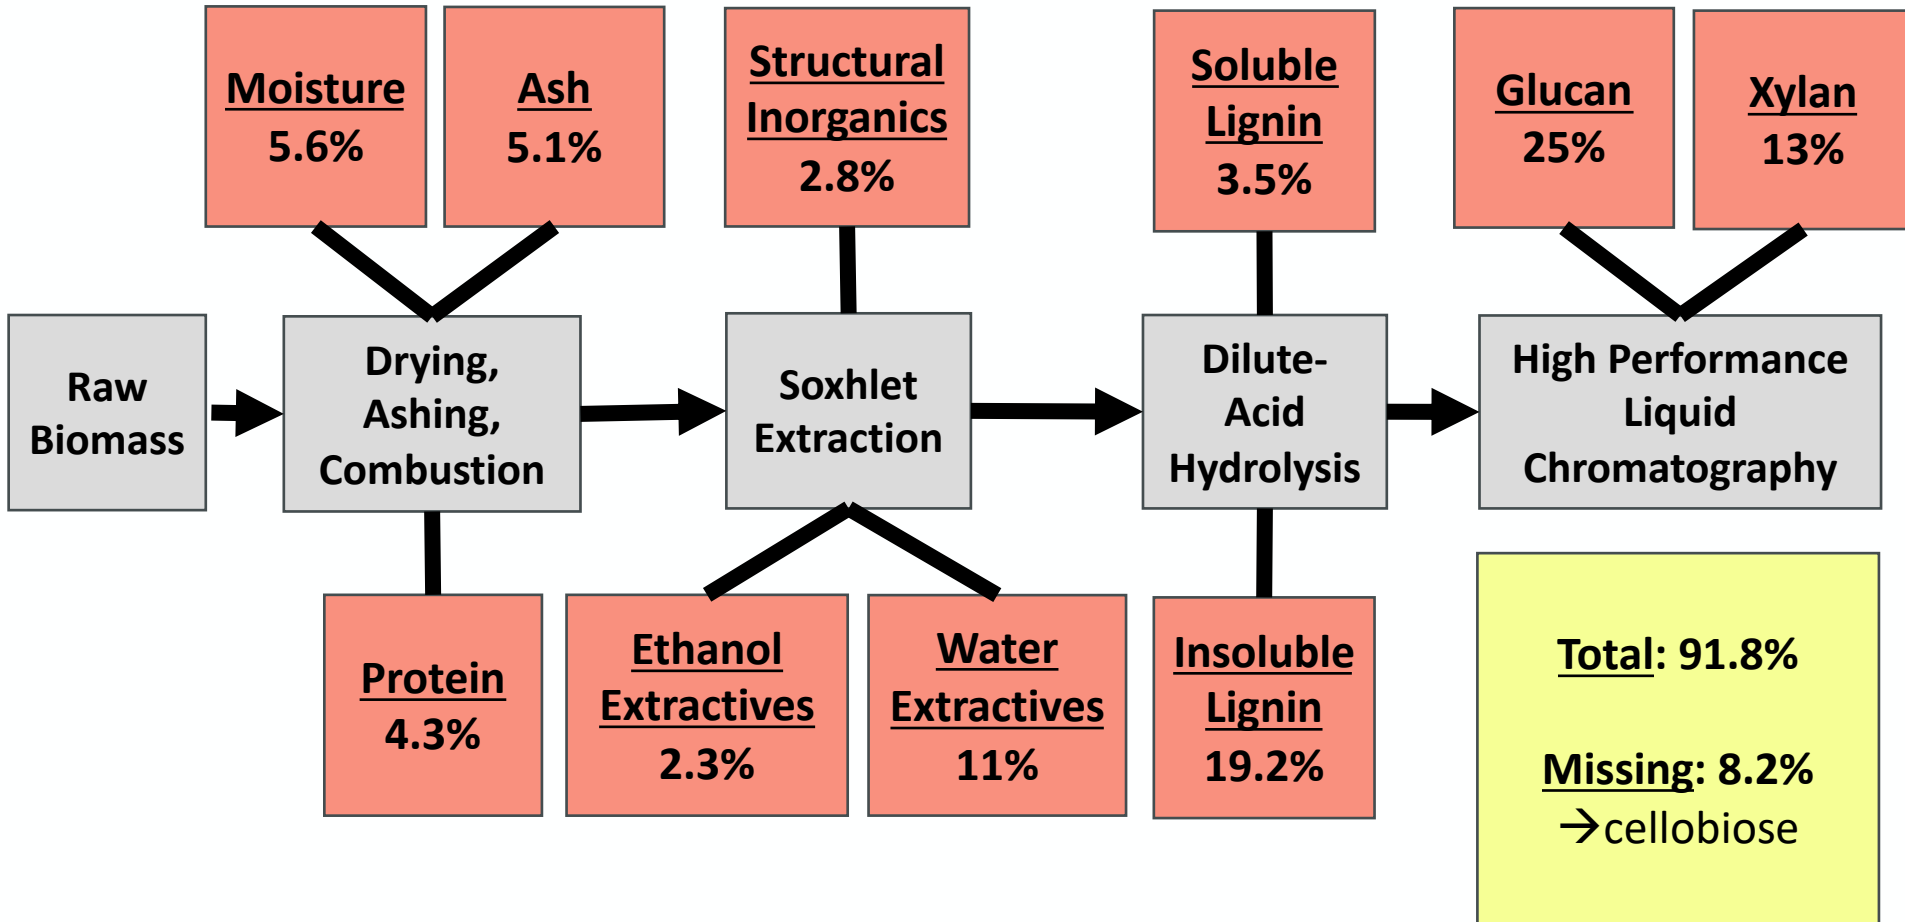 Moisture
5.6%
Ash
5.1%
Structural
Inorganics
2.8%
Soluble
Lignin
3.5%
Glucan
25%
Xylan
13%
Raw
Biomass
Drying,
Ashing,
Combustion
Soxhlet
Extraction
Dilute-
Acid
Hydrolysis
High Performance
Liquid
Chromatography
Protein
4.3%
Ethanol
Extractives
2.3%
Water
Extractives
11%
Insoluble
Lignin
19.2%
Total: 91.8%
Missing: 8.2%
→cellobiose